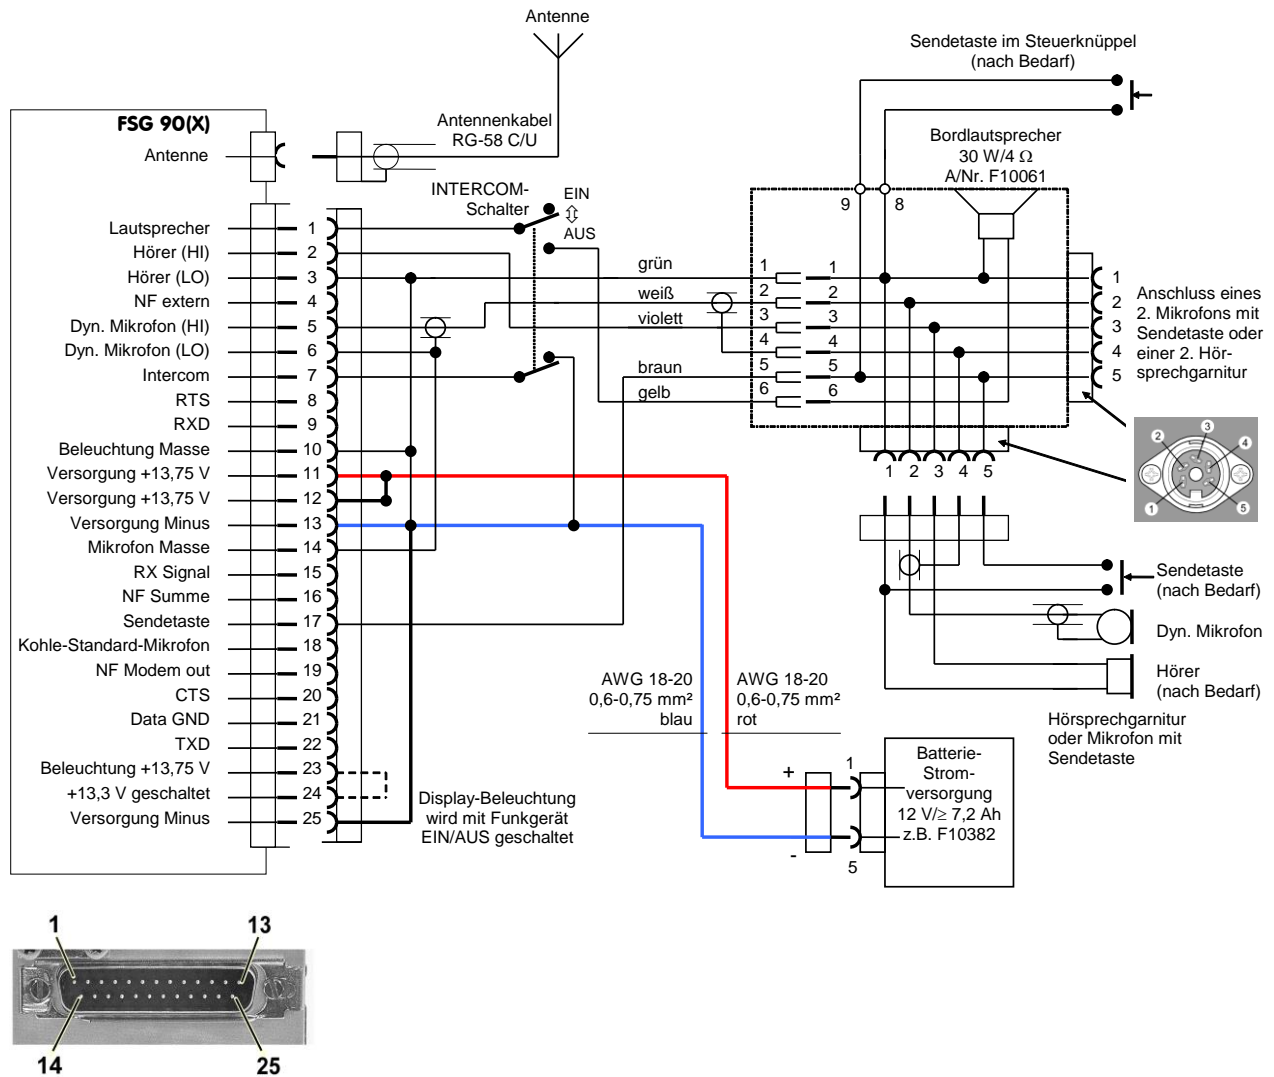 Antenne
Sendetaste im Steuerknüppel
(nach Bedarf)
FSG 90(X)
Antenne
Antennenkabel
RG-58 C/U
Bordlautsprecher
30 W/4 Ω
A/Nr. F10061
INTERCOM-
Schalter
EIN
AUS
9
8
Lautsprecher 1
Hörer (HI) 2
Hörer (LO) 3
NF extern 4
Dyn. Mikrofon (HI) 5
Dyn. Mikrofon (LO) 6
Intercom 7
RTS 8
RXD 9
Beleuchtung Masse 10
Versorgung +13,75 V 11
Versorgung +13,75 V 12
Versorgung Minus 13
Mikrofon Masse 14
RX Signal 15
NF Summe 16
Sendetaste 17
Kohle-Standard-Mikrofon 18
NF Modem out 19
CTS 20
Data GND 21
TXD 22
Beleuchtung +13,75 V 23
+13,3 V geschaltet 24
Versorgung Minus 25
grün 1 1 1
weiß 2 2 2
violett 3 3 3
4 4 4
braun 5 5 5
gelb 6 6
Anschluss eines
2. Mikrofons mit
Sendetaste oder
einer 2. Hör-
sprechgarnitur
1 2 3 4 5
3
2
4
1
5
Sendetaste
(nach Bedarf)
Dyn. Mikrofon
Hörer
(nach Bedarf)
Hörsprechgarnitur
oder Mikrofon mit
Sendetaste
AWG 18-20
0,6-0,75 mm²
blau
AWG 18-20
0,6-0,75 mm²
rot
Display-Beleuchtung
wird mit Funkgerät
EIN/AUS geschaltet
+
-
1
5
Batterie-
Strom-
versorgung
12 V/≥ 7,2 Ah
z.B. F10382
1
13
14
25